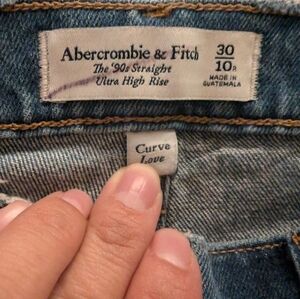 Abercrombie & Fitch
The '90s Straight
Ultra High Rise
30
10R
MADE IN
GUATEMALA
Curve
Love